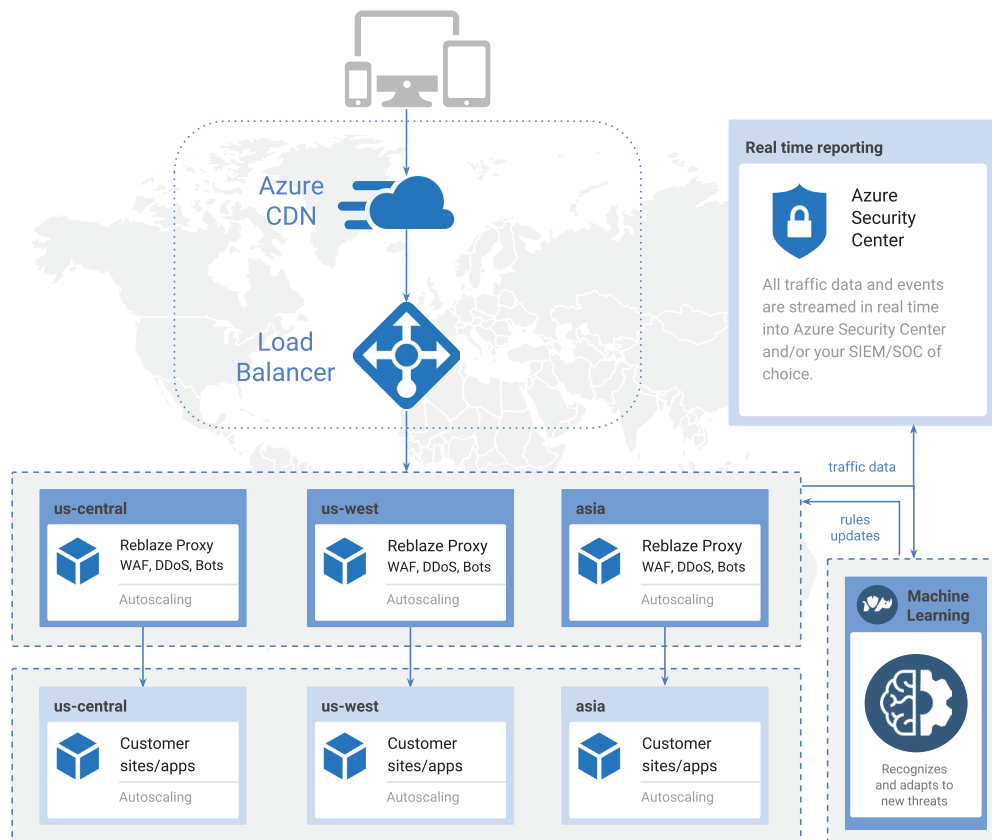 Azure
CDN
Load
Balancer
Real time reporting
Azure
Security
Center
All traffic data and events
are streamed in real time
into Azure Security Center
and/or your SIEM/SOC of
choice.
traffic data
rules
updates
us-central
Reblaze Proxy
WAF, DDoS, Bots
Autoscaling
us-west
Reblaze Proxy
WAF, DDoS, Bots
Autoscaling
asia
Reblaze Proxy
WAF, DDoS, Bots
Autoscaling
Machine
Learning
Recognizes
and adapts to
new threats
us-central
Customer
sites/apps
Autoscaling
us-west
Customer
sites/apps
Autoscaling
asia
Customer
sites/apps
Autoscaling